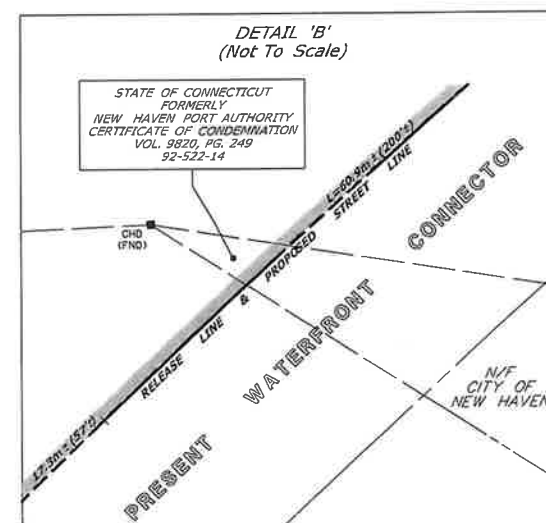 DETAIL 'B'
(Not To Scale)
STATE OF CONNECTICUT
FORMERLY
NEW HAVEN PORT AUTHORITY
CERTIFICATE OF CONDEMNATION
VOL. 9820, PG. 249
92-522-14
CHD
(FND)
L=60.9m±(200'±)
RELEASE LINE & PROPOSED STREET LINE
17.3m±(57'±)
PRESENT WATERFRONT CONNECTOR
N/F
CITY OF
NEW HAVEN